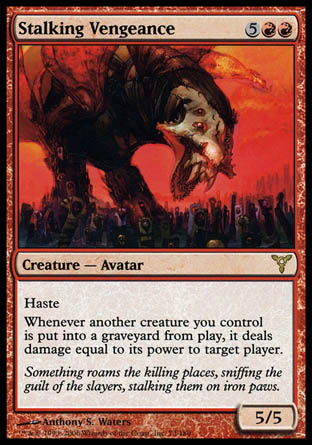 Stalking Vengeance 5
Creature — Avatar
Haste
Whenever another creature you control
is put into a graveyard from play, it deals
damage equal to its power to target player.
Something roams the killing places, sniffing
the guilt of the slayers, stalking them on iron paws.
Anthony S. Waters
5/5